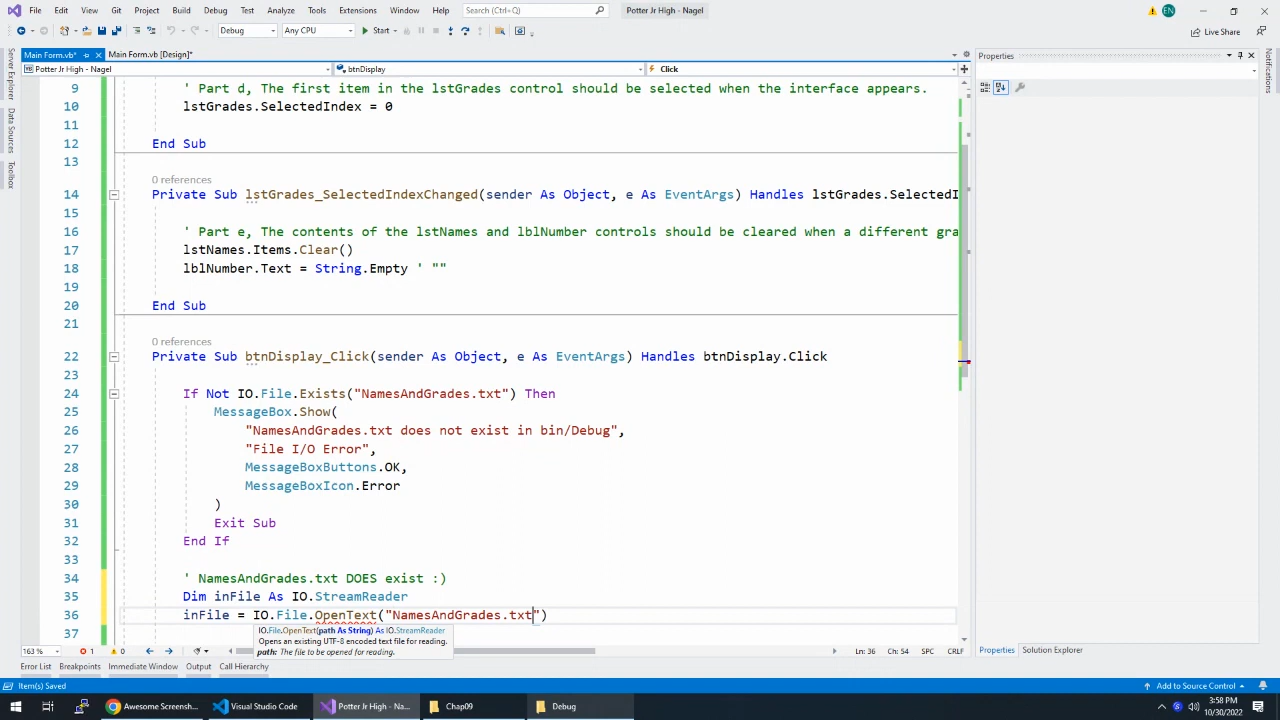 File Edit View Git Project Build Debug Test Analyze Tools Extensions Window Help Search (Ctrl+Q) Potter Jr High - Nagel EN
Debug Any CPU Start Live Share
Main Form.vb* Main Form.vb [Design]* Properties
Potter Jr High - Nagel btnDisplay Click
Server Explorer
Data Sources
Toolbox
Notifications
9 ' Part d, The first item in the lstGrades control should be selected when the interface appears.
10 lstGrades.SelectedIndex = 0
11
12 End Sub
13
0 references
14 Private Sub lstGrades_SelectedIndexChanged(sender As Object, e As EventArgs) Handles lstGrades.SelectedI
15
16 ' Part e, The contents of the lstNames and lblNumber controls should be cleared when a different gra
17 lstNames.Items.Clear()
18 lblNumber.Text = String.Empty ' ""
19
20 End Sub
21
0 references
22 Private Sub btnDisplay_Click(sender As Object, e As EventArgs) Handles btnDisplay.Click
23
24 If Not IO.File.Exists("NamesAndGrades.txt") Then
25 MessageBox.Show(
26 "NamesAndGrades.txt does not exist in bin/Debug",
27 "File I/O Error",
28 MessageBoxButtons.OK,
29 MessageBoxIcon.Error
30 )
31 Exit Sub
32 End If
33
34 ' NamesAndGrades.txt DOES exist :)
35 Dim inFile As IO.StreamReader
36 inFile = IO.File.OpenText("NamesAndGrades.txt")
37
IO.File.OpenText(path As String) As IO.StreamReader
Opens an existing UTF-8 encoded text file for reading.
path: The file to be opened for reading.
163 % 1 0 Ln: 36 Ch: 54 SPC CRLF
Properties Solution Explorer
Error List Breakpoints Immediate Window Output Call Hierarchy
Item(s) Saved Add to Source Control
Awesome Screensh... Visual Studio Code Potter Jr High - Na... Chap09 Debug
3:58 PM
10/30/2022